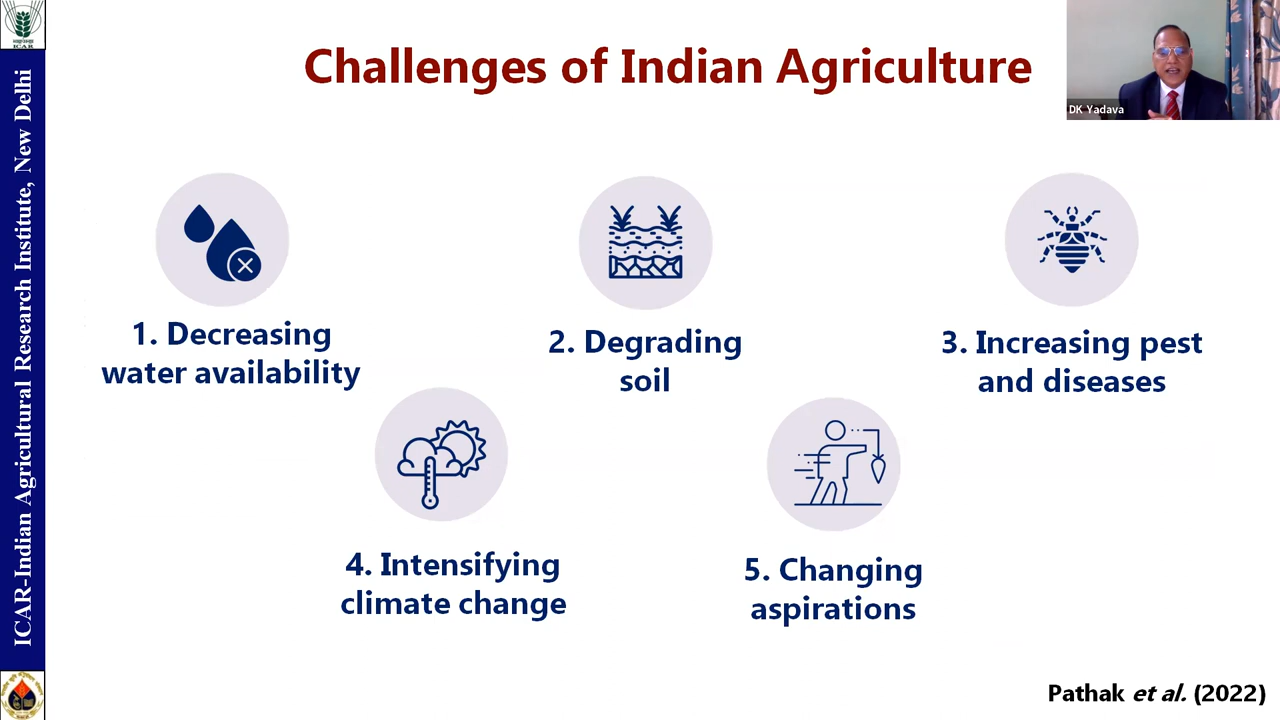 ICAR
ICAR-Indian Agricultural Research Institute, New Delhi
Challenges of Indian Agriculture
DK Yadava
1. Decreasing
water availability
2. Degrading
soil
3. Increasing pest
and diseases
4. Intensifying
climate change
5. Changing
aspirations
Pathak et al. (2022)